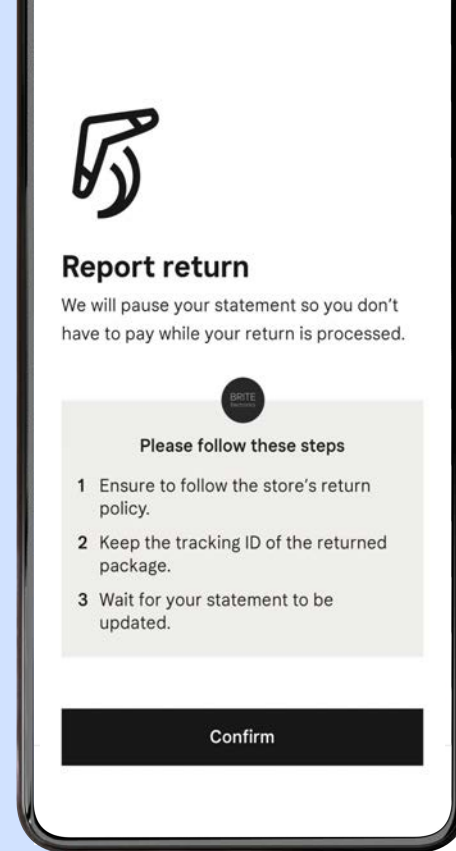 Report return
We will pause your statement so you don't
have to pay while your return is processed.
BRITE
Electronics
Please follow these steps
1 Ensure to follow the store's return
policy.
2 Keep the tracking ID of the returned
package.
3 Wait for your statement to be
updated.
Confirm